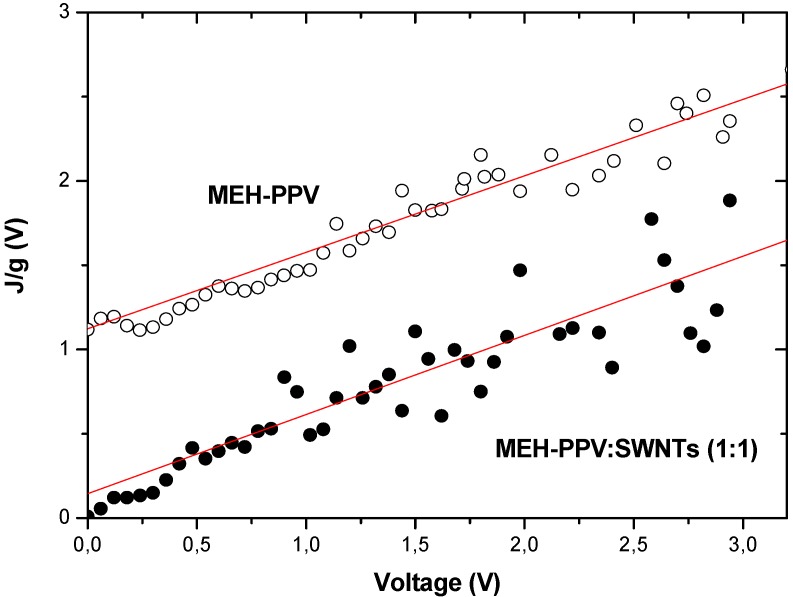 3
2
1
0
J/g (V)
MEH-PPV
MEH-PPV:SWNTs (1:1)
0,0 0,5 1,0 1,5 2,0 2,5 3,0
Voltage (V)